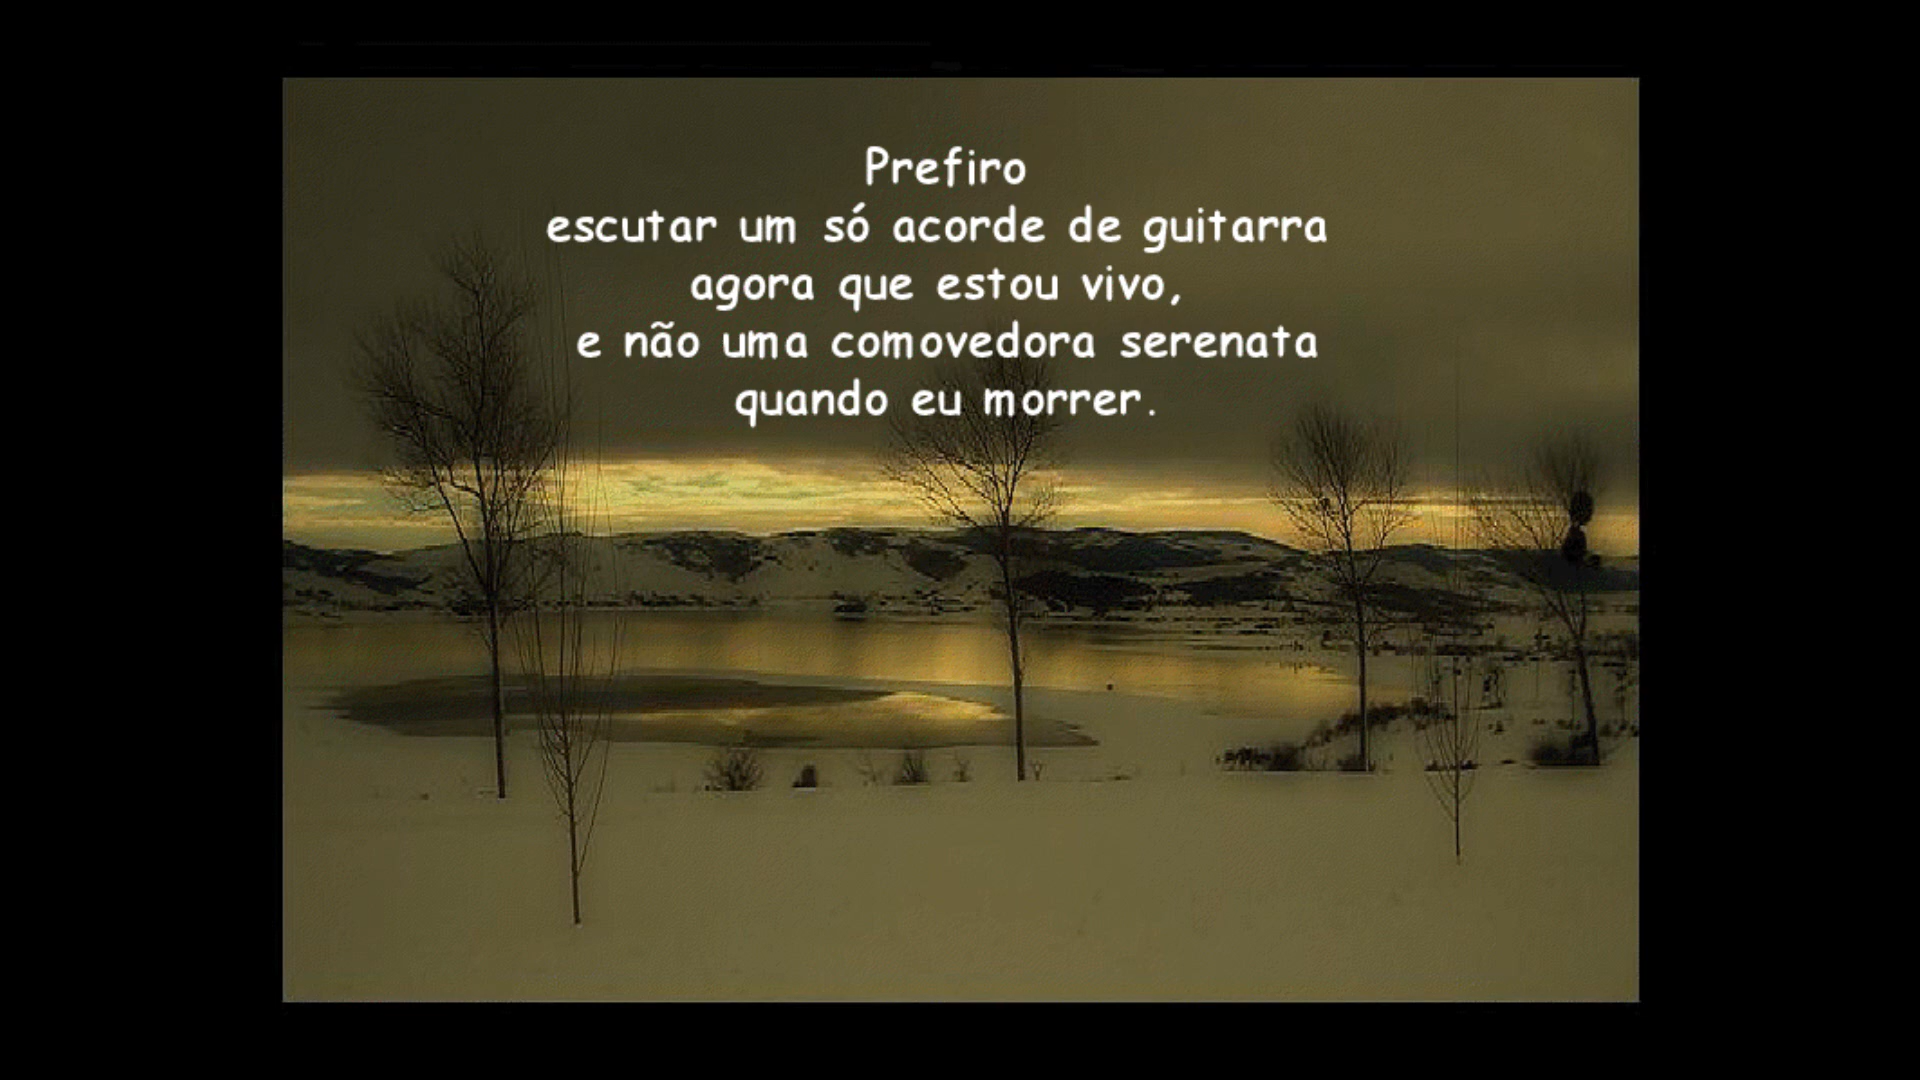 Prefiro
escutar um só acorde de guitarra
agora que estou vivo,
e não uma comovedora serenata
quando eu morrer.